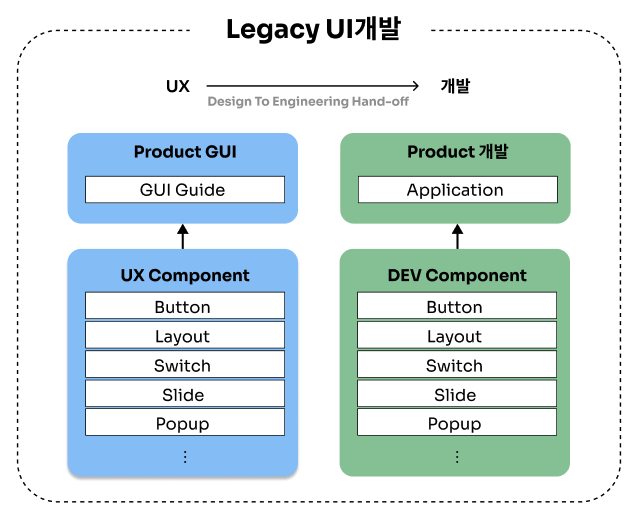 Legacy UI개발
UX
개발
Design To Engineering Hand-off
Product GUI
GUI Guide
Product 개발
Application
UX Component
Button
Layout
Switch
Slide
Popup
⋮
DEV Component
Button
Layout
Switch
Slide
Popup
⋮